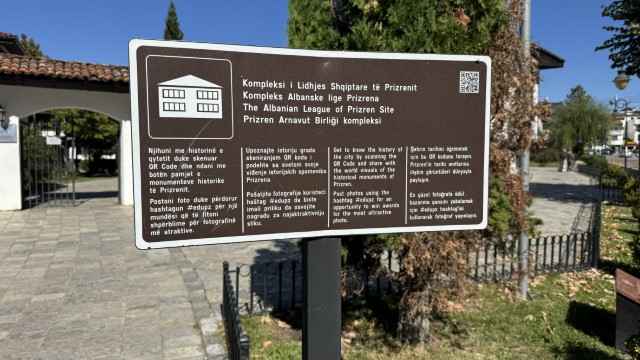 Kompleksi i Lidhjes Shqiptare të Prizrenit
Kompleks Albanske lige Prizrena
The Albanian League of Prizren Site
Prizren Arnavut Birliği kompleksi
Njihuni me historinë e
qytetit duke skenuar
QR Code dhe ndani me
botën pamjet e
monumenteve historike
të Prizrenit.
Postoni foto duke përdorur
hashtagun #edupz për një
mundësi që të fitoni
shpërblime për fotografinë
më atraktive.
Upoznajte istoriju grada
skeniranjem QR koda i
podelite sa svetom svoje
viđenje istorijskih spomenika
Prizrena.
Pošaljite fotografije koristeći
haštag #edupz da biste
imali priliku da osvojite
nagradu za najatraktivniju
sliku.
Get to know the history of
the city by scanning the
QR Code and share with
the world visuals of the
historical monuments of
Prizren.
Post photos using the
hashtag #edupz for an
opportunity to win awards
for the most attractive
photo.
Şehrin tarihini öğrenmek
için bu QR kodunu tarayın.
Prizren'in tarihi anıtlarına
ilişkin görüntüleri dünyayla
paylaşın.
En güzel fotoğrafa ödül
kazanma şansını yakalamak
için #edupz hashtag'ini
kullanarak fotoğraf yayınlayın.